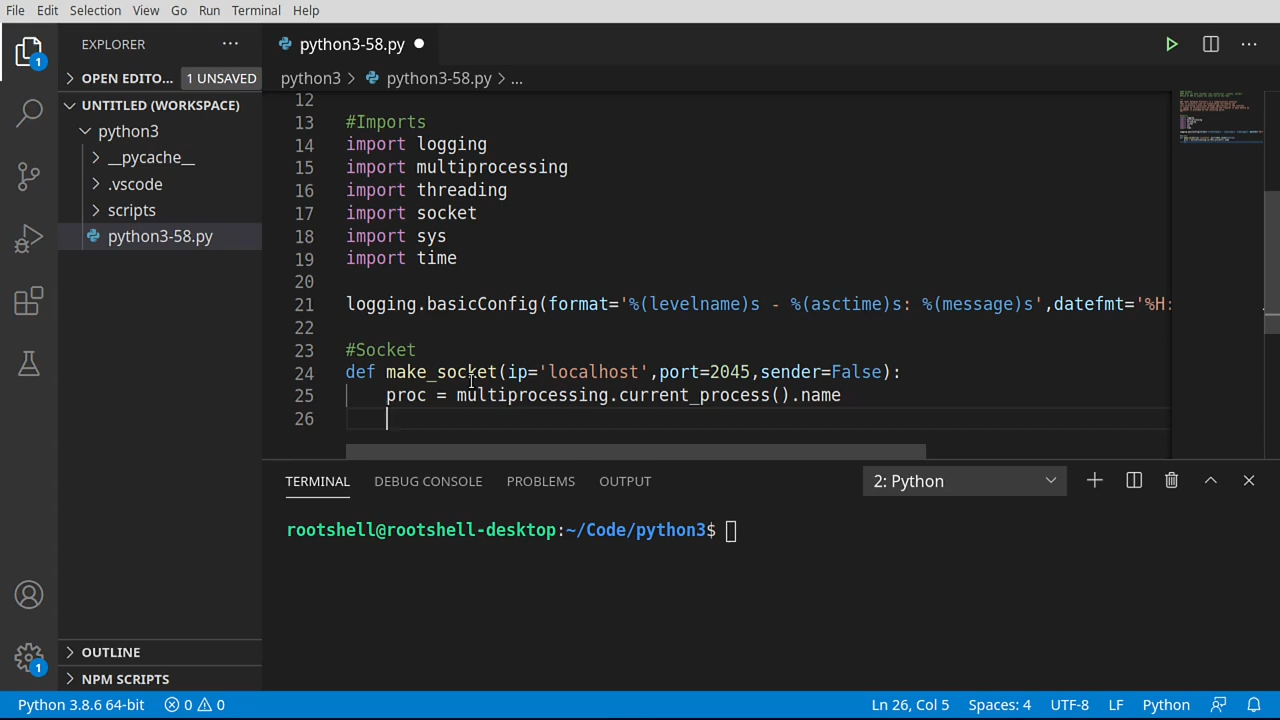 File Edit Selection View Go Run Terminal Help
EXPLORER
python3-58.py
OPEN EDITO... 1 UNSAVED
python3 > python3-58.py > ...
UNTITLED (WORKSPACE)
python3
__pycache__
.vscode
scripts
python3-58.py
12
13 #Imports
14 import logging
15 import multiprocessing
16 import threading
17 import socket
18 import sys
19 import time
20
21 logging.basicConfig(format='%(levelname)s - %(asctime)s: %(message)s',datefmt='%H:
22
23 #Socket
24 def make_socket(ip='localhost',port=2045,sender=False):
25 proc = multiprocessing.current_process().name
26
TERMINAL DEBUG CONSOLE PROBLEMS OUTPUT 2: Python
rootshell@rootshell-desktop:~/Code/python3$
1
1
OUTLINE
NPM SCRIPTS
Python 3.8.6 64-bit 0 0 Ln 26, Col 5 Spaces: 4 UTF-8 LF Python